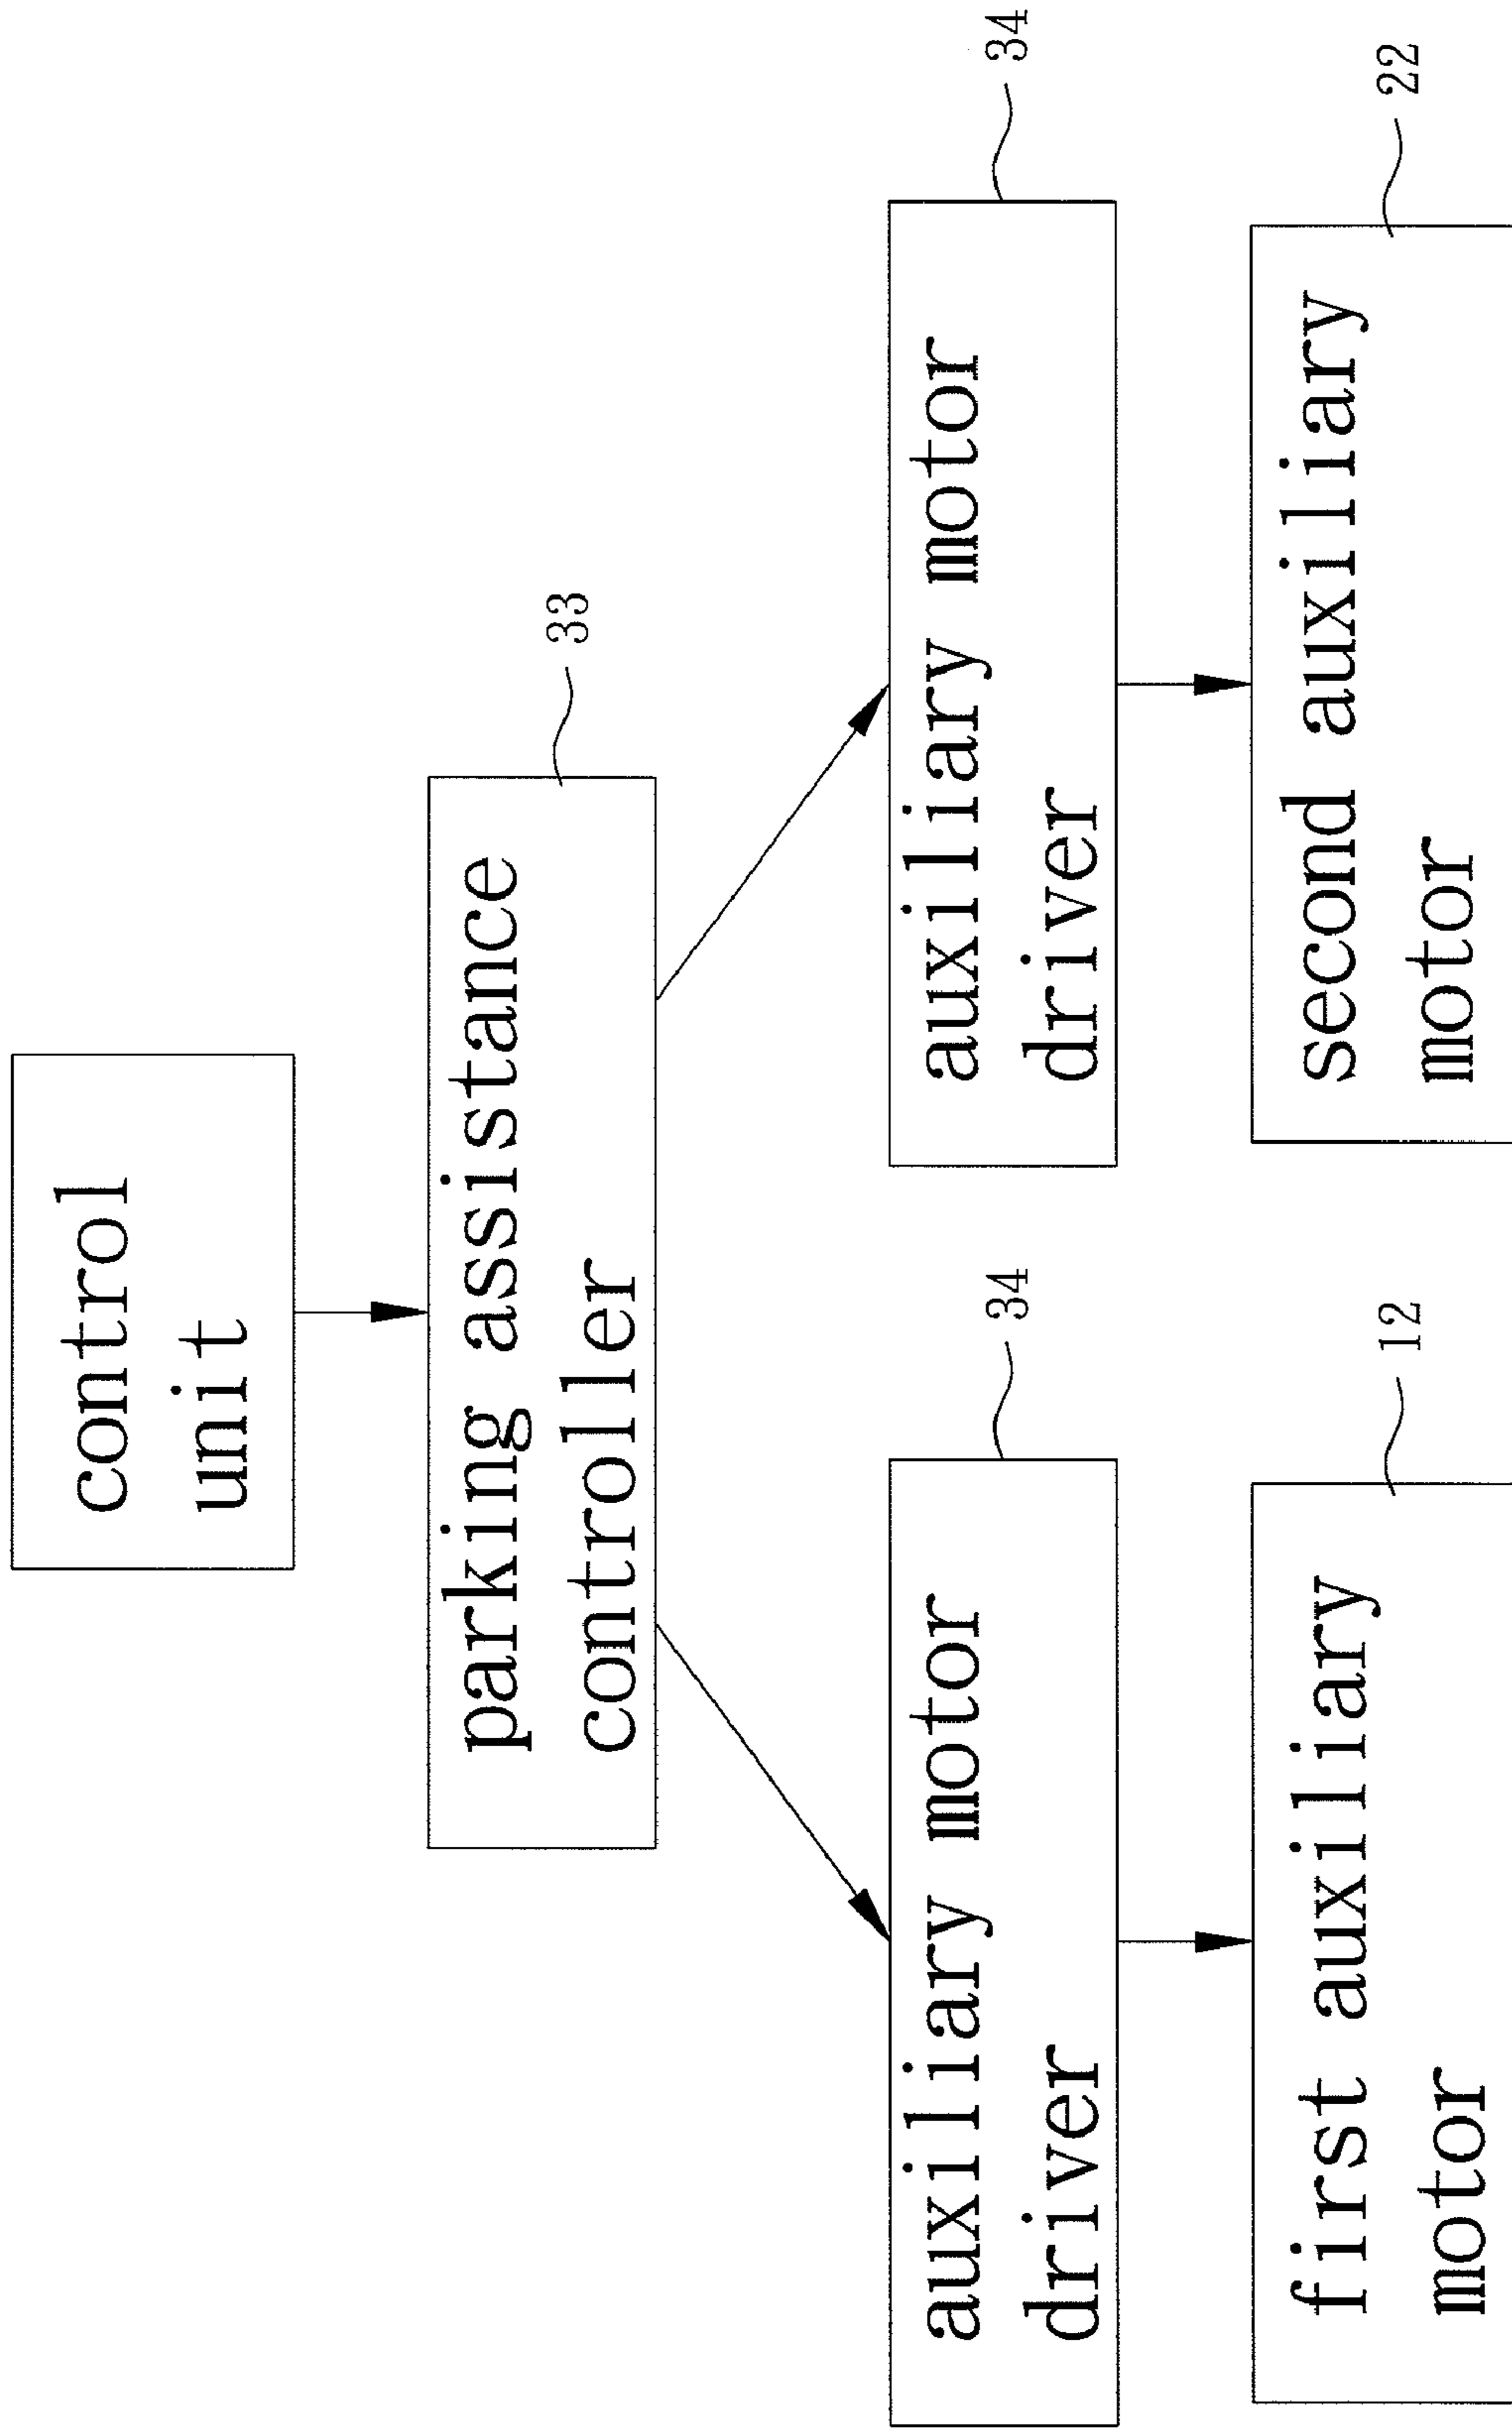 control
unit
33
parking assistance
controller
34
auxiliary motor
driver
34
auxiliary motor
driver
12
first auxiliary
motor
22
second auxiliary
motor